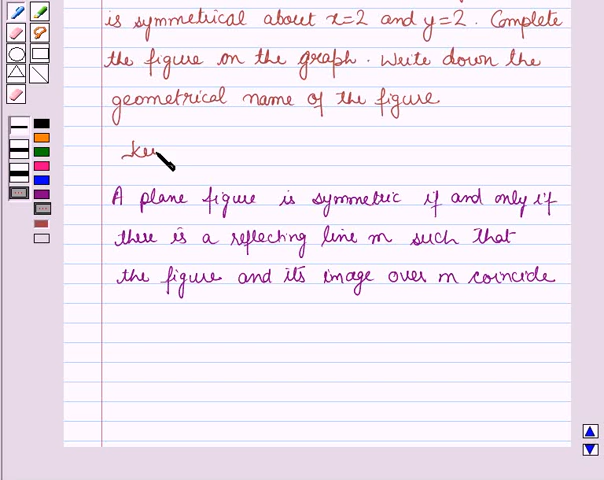 is symmetrical about x=2 and y=2. Complete
the figure on the graph. Write down the
geometrical name of the figure
A plane figure is symmetric if and only if
there is a reflecting line m such that
the figure and its image over m coincide